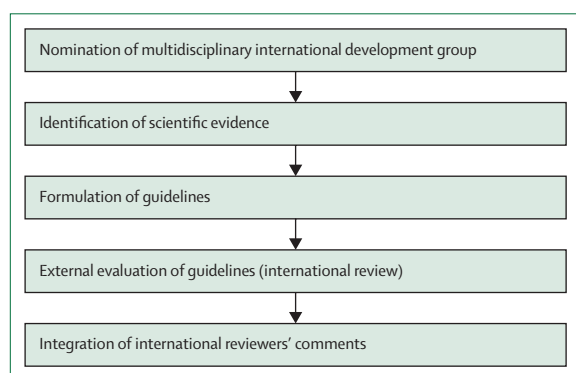 Nomination of multidisciplinary international development group
Identification of scientific evidence
Formulation of guidelines
External evaluation of guidelines (international review)
Integration of international reviewers’ comments